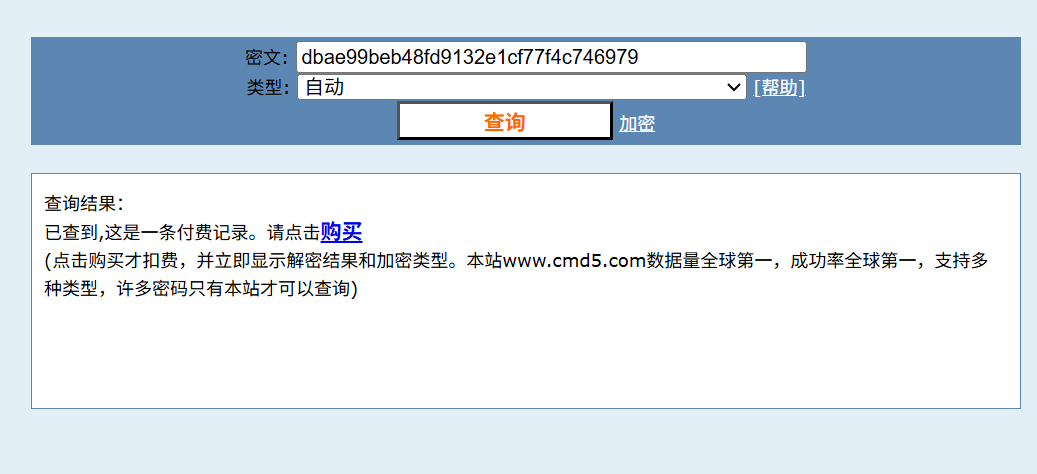 密文: dbae99beb48fd9132e1cf77f4c746979
类型: 自动 [帮助]
查询 加密
查询结果：
已查到,这是一条付费记录。请点击购买
(点击购买才扣费，并立即显示解密结果和加密类型。本站www.cmd5.com数据量全球第一，成功率全球第一，支持多
种类型，许多密码只有本站才可以查询)